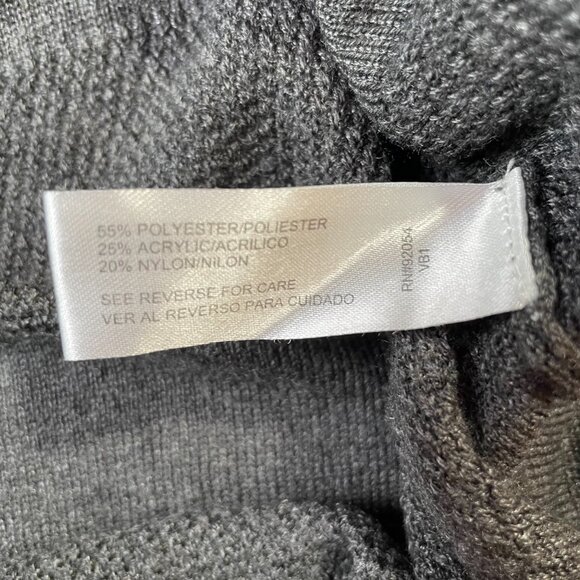 55% POLYESTER/POLIESTER
25% ACRYLIC/ACRILICO
20% NYLON/NILON
SEE REVERSE FOR CARE
VER AL REVERSO PARA CUIDADO
RN#92054
VB1